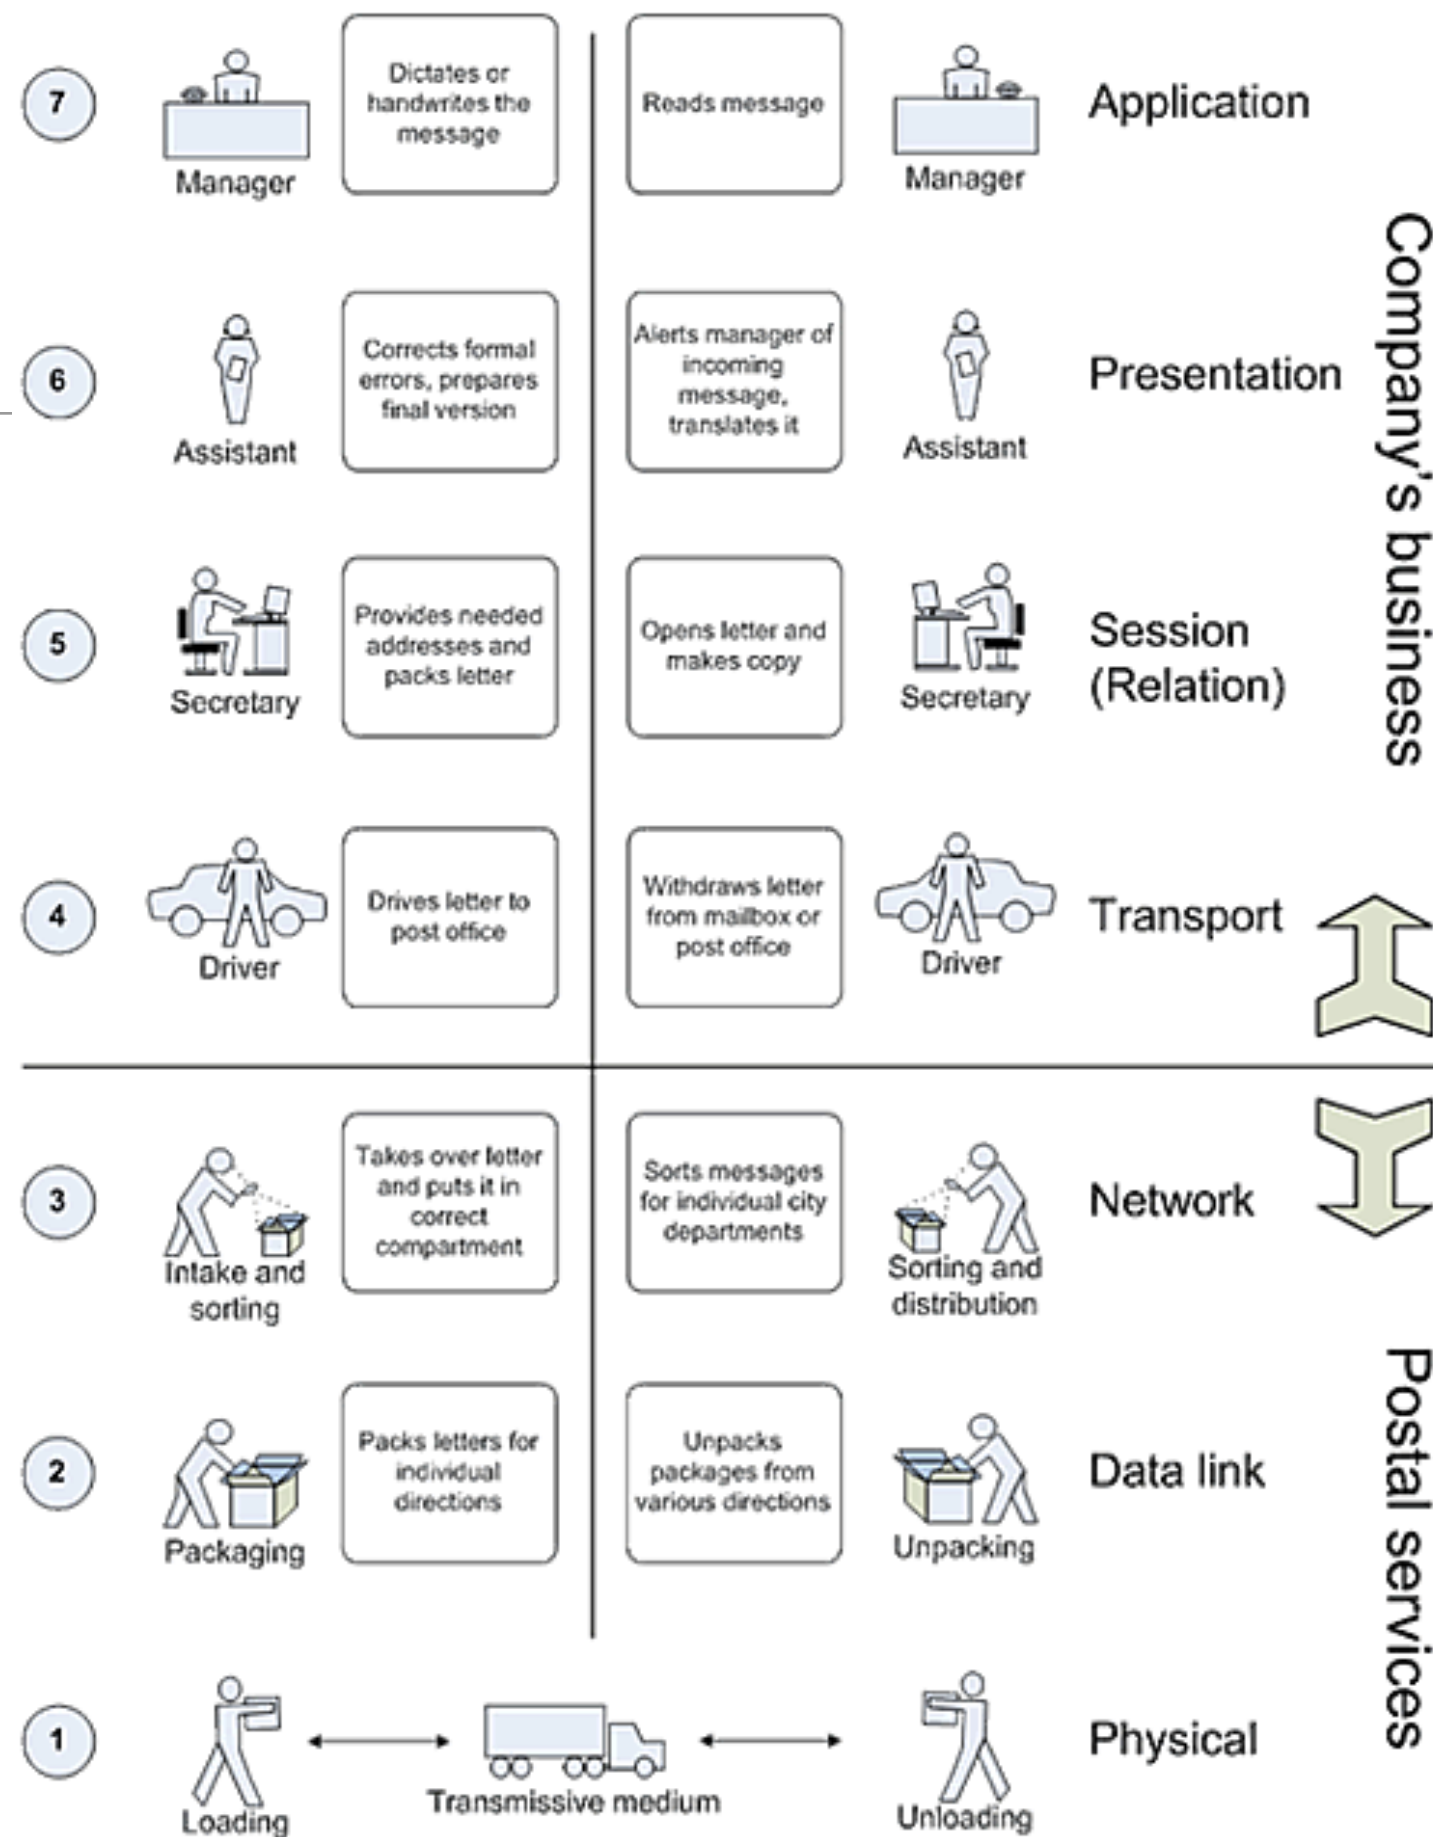 7
Manager
Dictates or
handwrites the
message
Reads message
Manager
Application
6
Assistant
Corrects formal
errors, prepares
final version
Alerts manager of
incoming
message,
translates it
Assistant
Presentation
5
Secretary
Provides needed
addresses and
packs letter
Opens letter and
makes copy
Secretary
Session
(Relation)
Company's business
4
Driver
Drives letter to
post office
Withdraws letter
from mailbox or
post office
Driver
Transport
3
Intake and
sorting
Takes over letter
and puts it in
correct
compartment
Sorts messages
for individual city
departments
Sorting and
distribution
Network
2
Packaging
Packs letters for
individual
directions
Unpacks
packages from
various directions
Unpacking
Data link
Postal services
1
Loading
Transmissive medium
Unloading
Physical